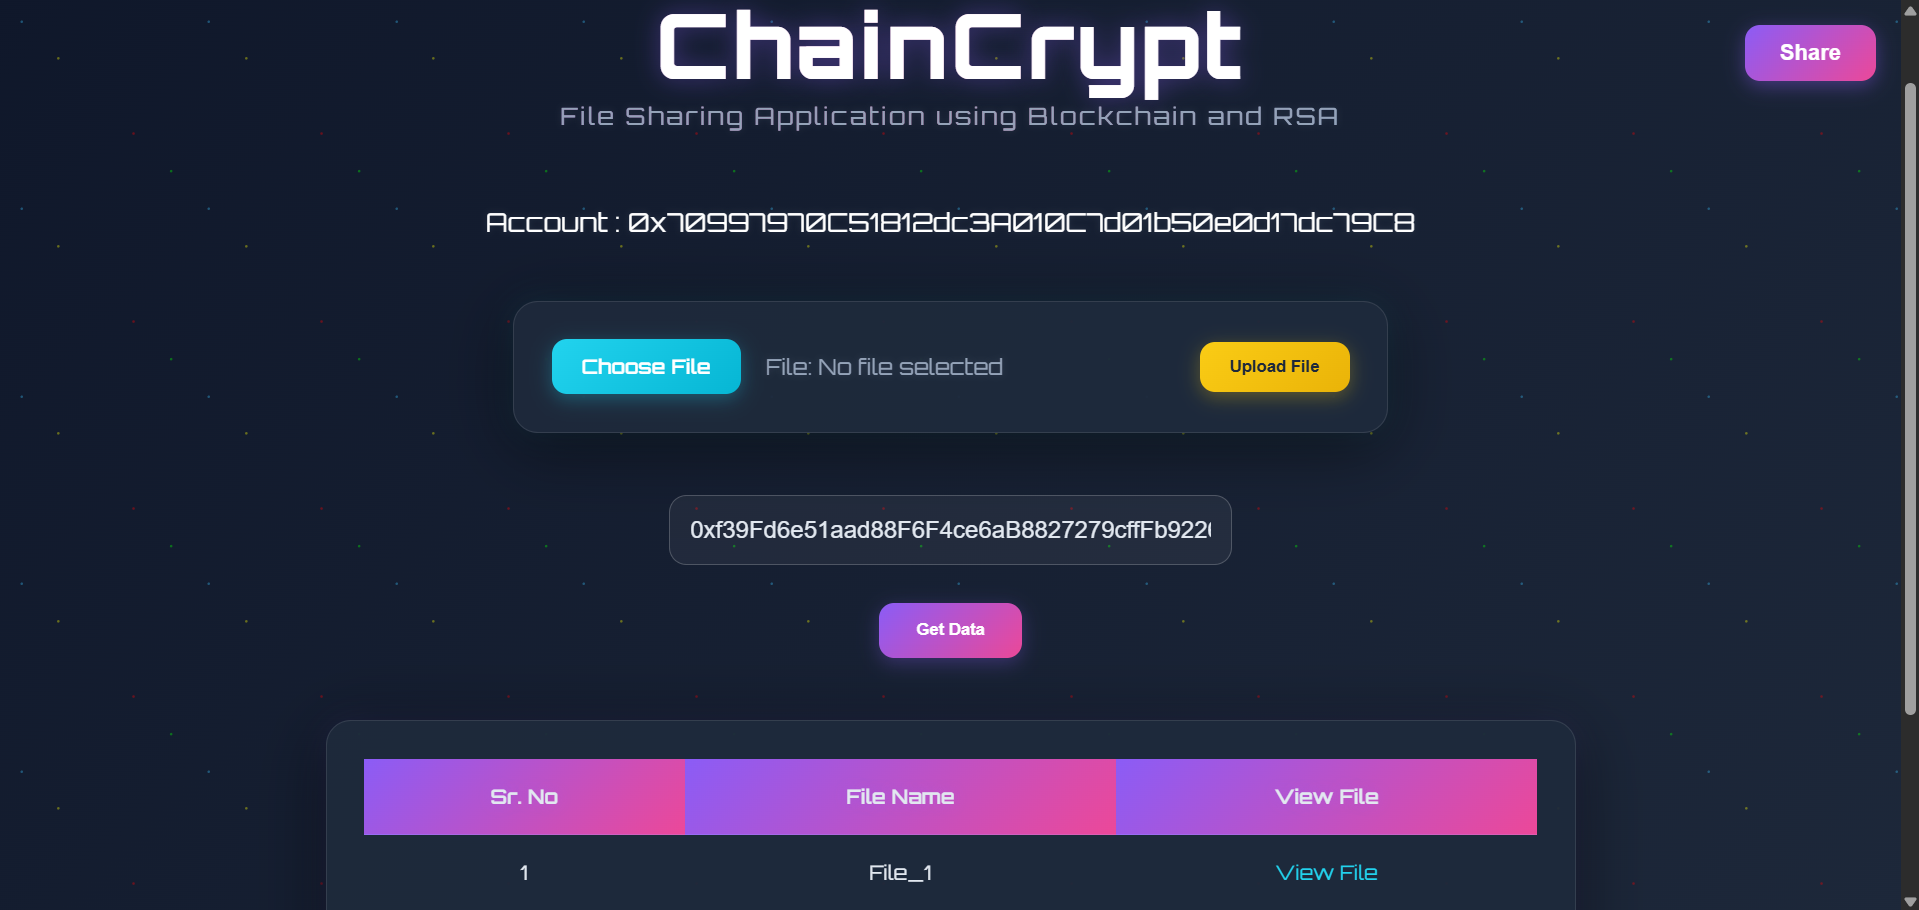 ChainCrypt
Share
File Sharing Application using Blockchain and RSA
Account : 0x70997970C51812dc3A010C7d01b50e0d17dc79C8
Choose File
File: No file selected
Upload File
0xf39Fd6e51aad88F6F4ce6aB8827279cffFb922
Get Data
Sr. No
File Name
View File
1
File_1
View File